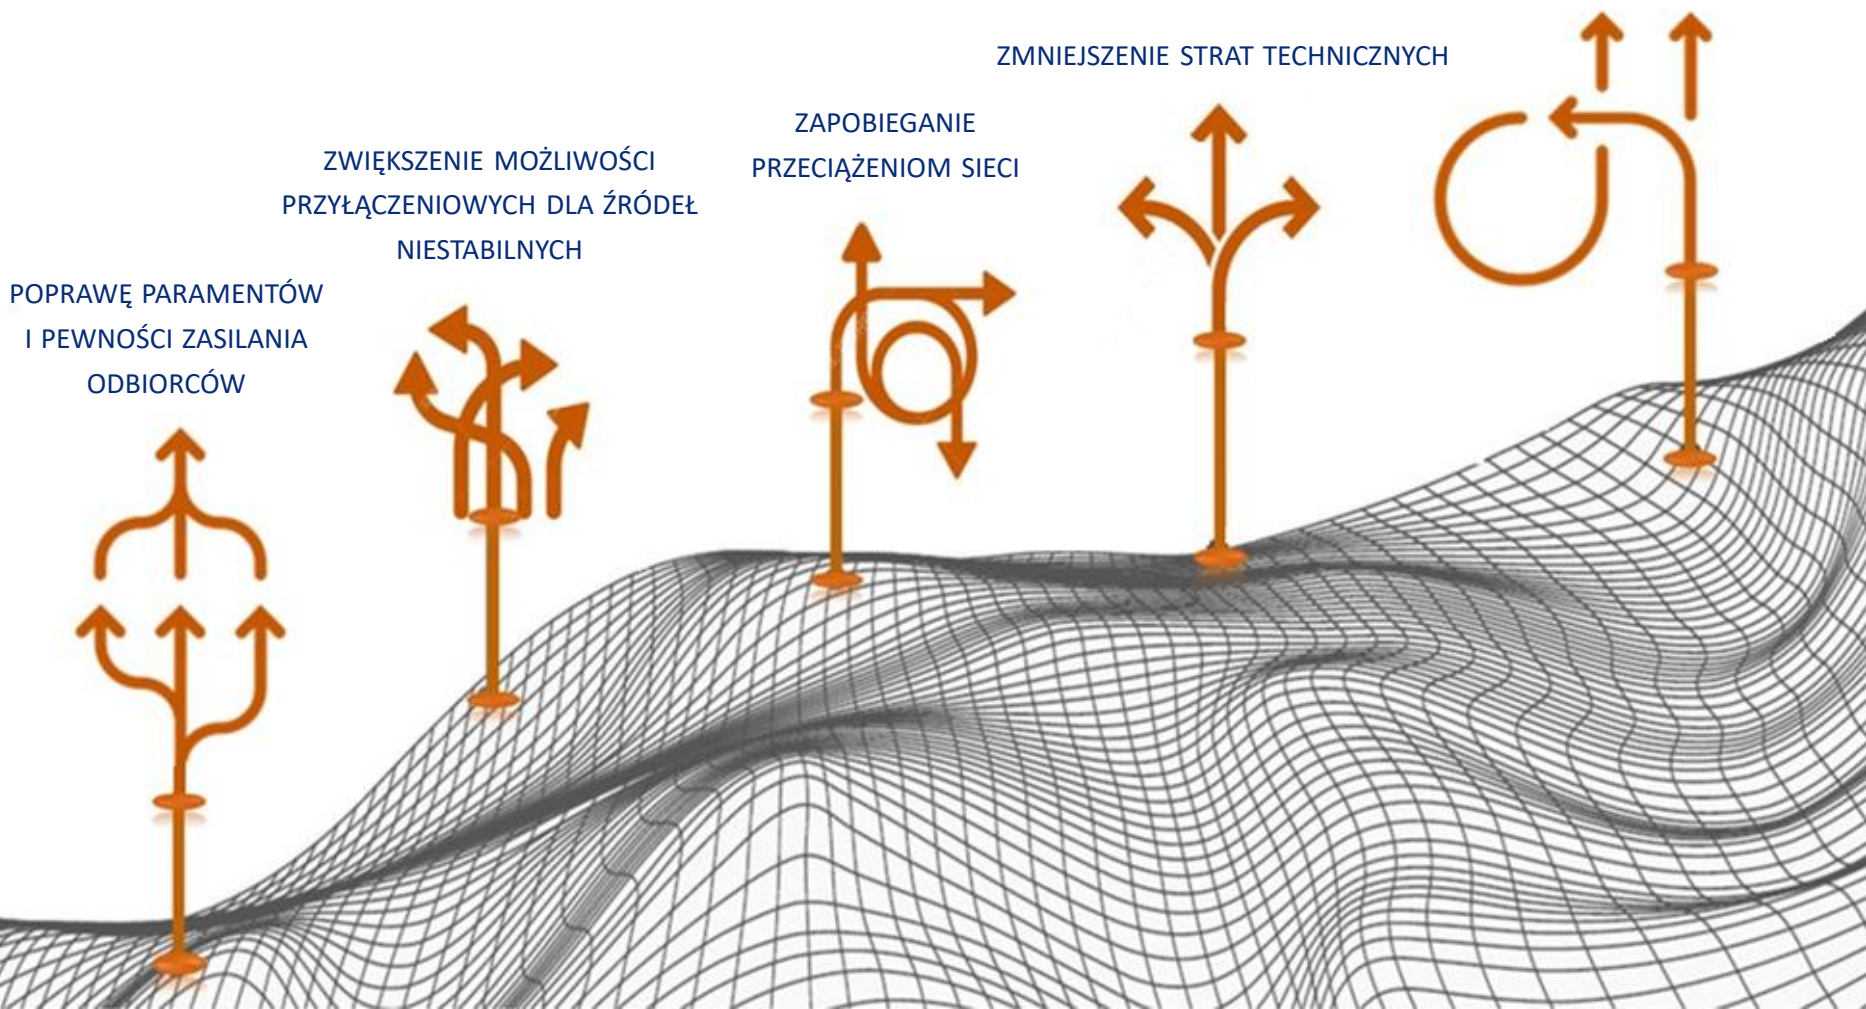 POPRAWĘ PARAMENTÓW
I PEWNOŚCI ZASILANIA
ODBIORCÓW
ZWIĘKSZENIE MOŻLIWOŚCI
PRZYŁĄCZENIOWYCH DLA ŹRÓDEŁ
NIESTABILNYCH
ZAPOBIEGANIE
PRZECIĄŻENIOM SIECI
ZMNIEJSZENIE STRAT TECHNICZNYCH